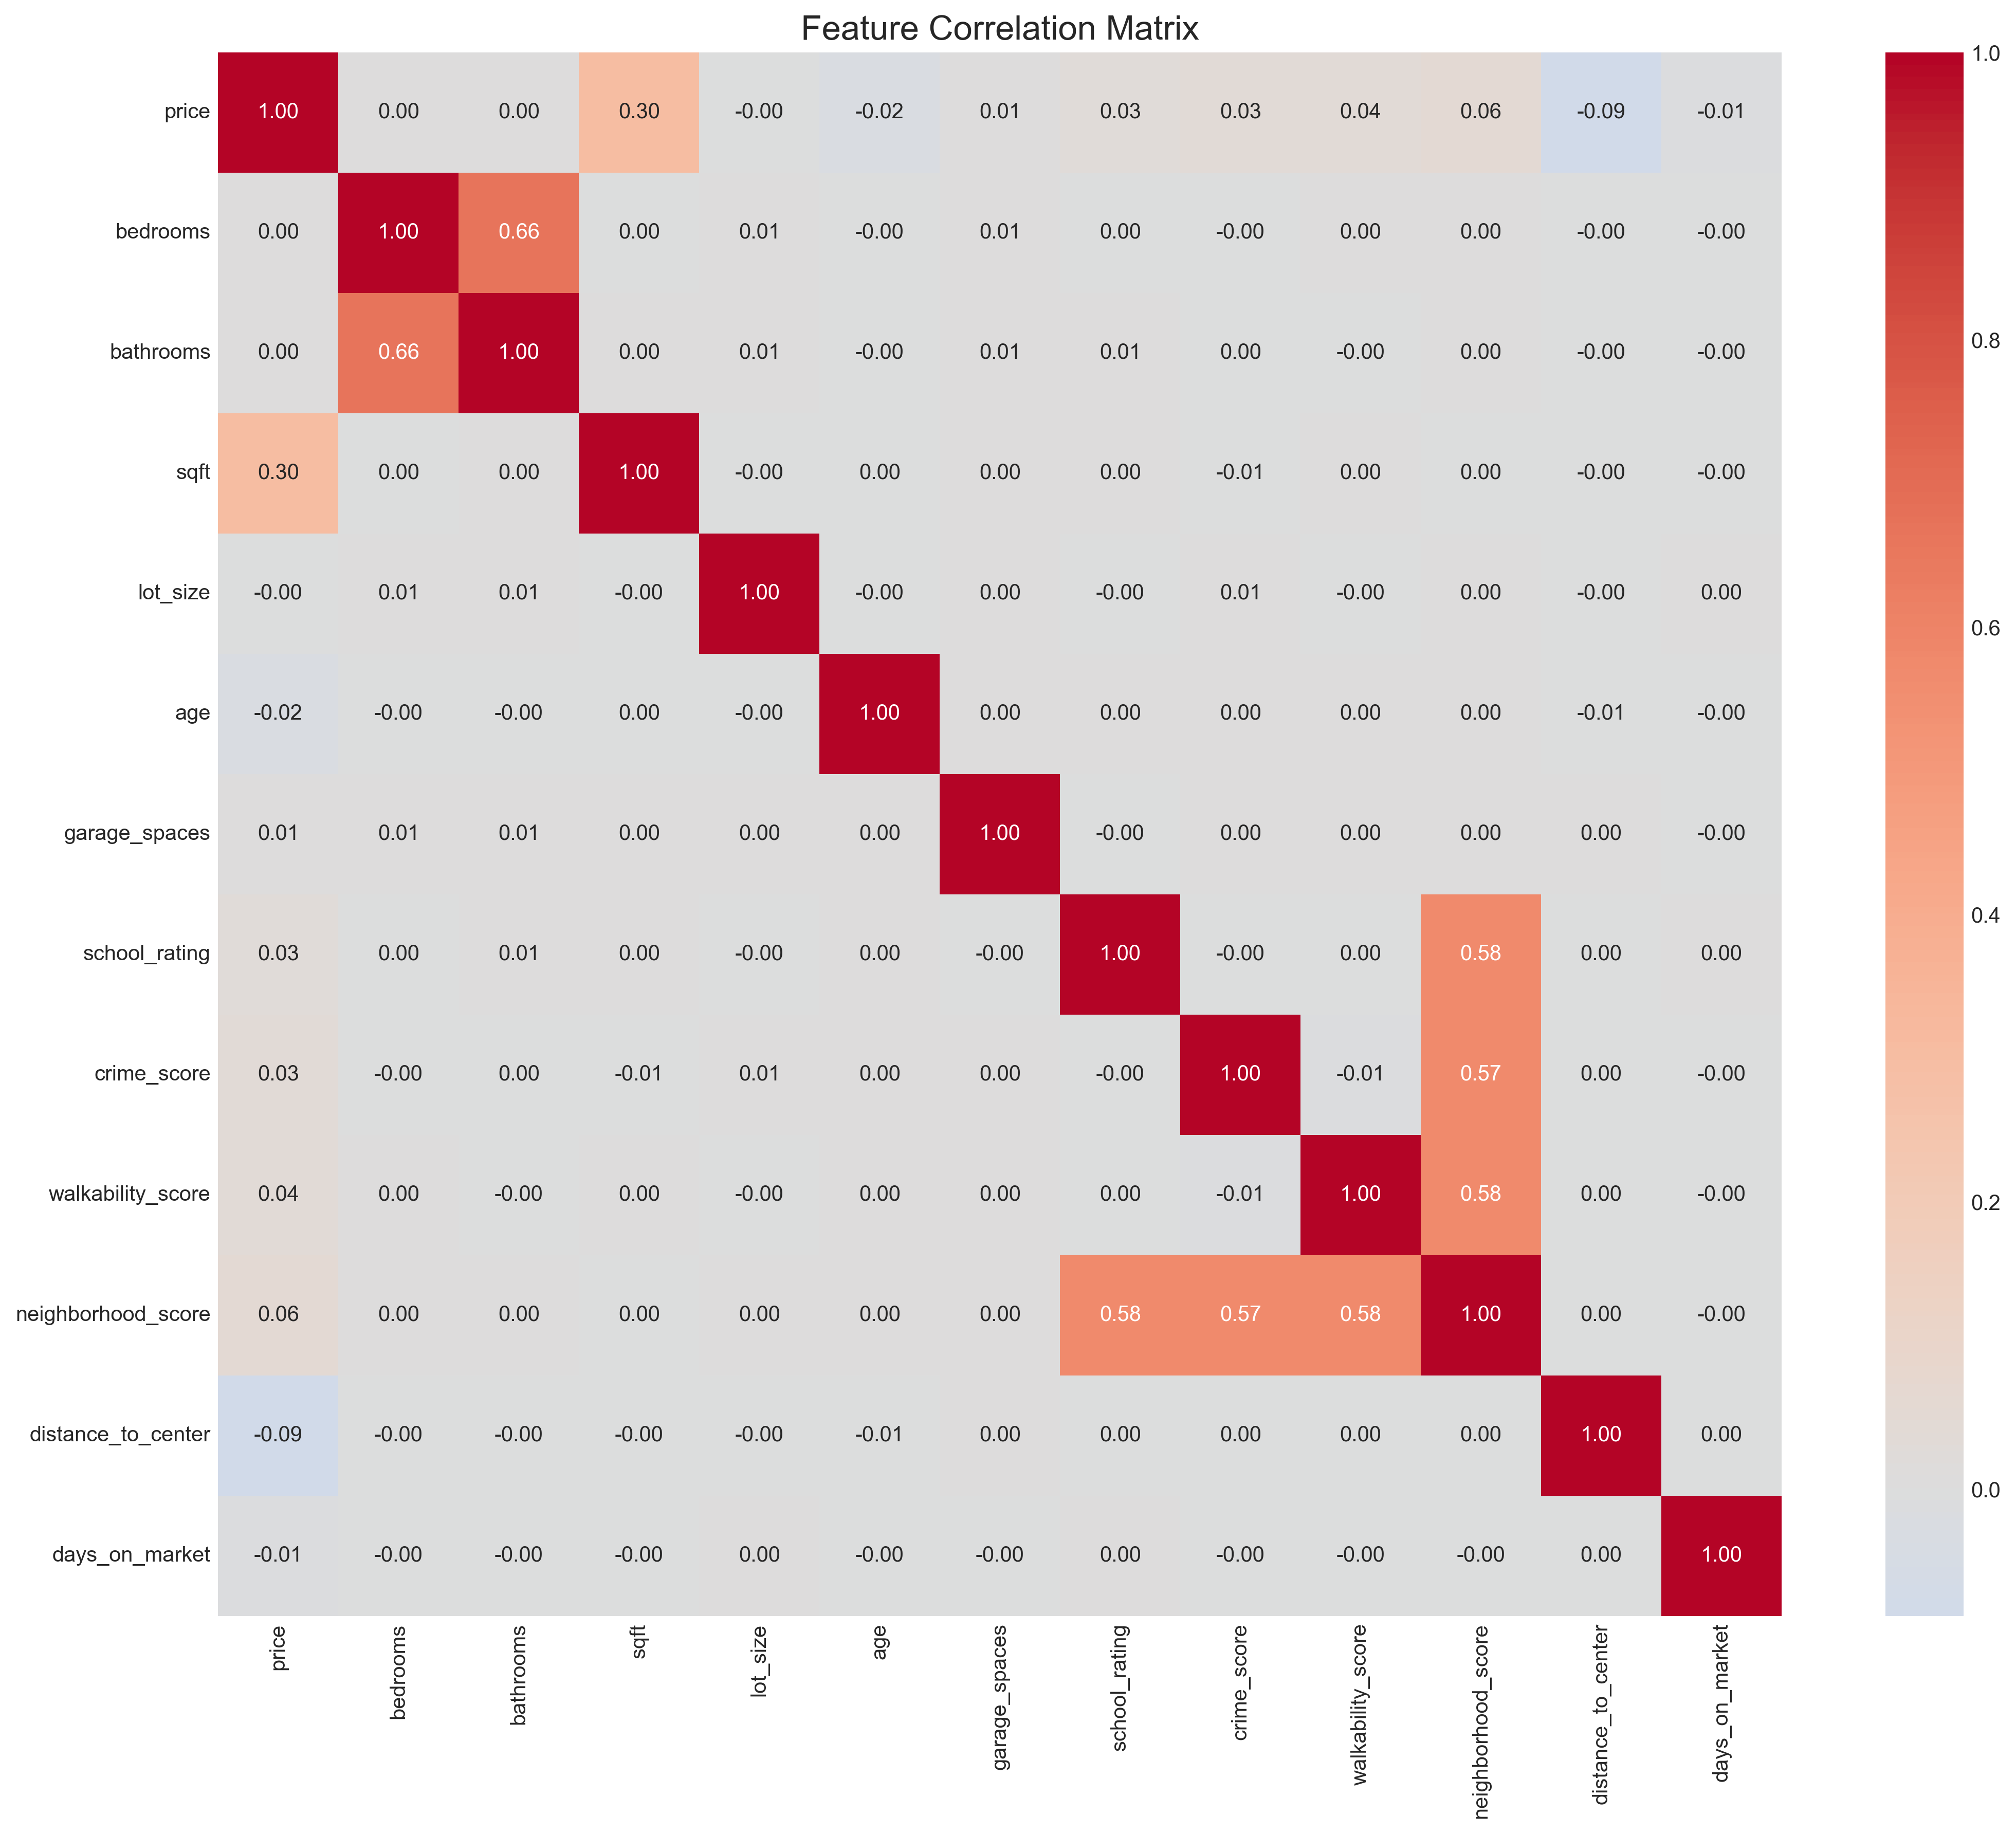 Feature Correlation Matrix
price 1.00 0.00 0.00 0.30 -0.00 -0.02 0.01 0.03 0.03 0.04 0.06 -0.09 -0.01
bedrooms 0.00 1.00 0.66 0.00 0.01 -0.00 0.01 0.00 -0.00 0.00 0.00 -0.00 -0.00
bathrooms 0.00 0.66 1.00 0.00 0.01 -0.00 0.01 0.01 0.00 -0.00 0.00 -0.00 -0.00
sqft 0.30 0.00 0.00 1.00 -0.00 0.00 0.00 0.00 -0.01 0.00 0.00 -0.00 -0.00
lot_size -0.00 0.01 0.01 -0.00 1.00 -0.00 0.00 -0.00 0.01 -0.00 0.00 -0.00 0.00
age -0.02 -0.00 -0.00 0.00 -0.00 1.00 0.00 0.00 0.00 0.00 0.00 -0.01 -0.00
garage_spaces 0.01 0.01 0.01 0.00 0.00 0.00 1.00 -0.00 0.00 0.00 0.00 0.00 -0.00
school_rating 0.03 0.00 0.01 0.00 -0.00 0.00 -0.00 1.00 -0.00 0.00 0.58 0.00 0.00
crime_score 0.03 -0.00 0.00 -0.01 0.01 0.00 0.00 -0.00 1.00 -0.01 0.57 0.00 -0.00
walkability_score 0.04 0.00 -0.00 0.00 -0.00 0.00 0.00 0.00 -0.01 1.00 0.58 0.00 -0.00
neighborhood_score 0.06 0.00 0.00 0.00 0.00 0.00 0.00 0.58 0.57 0.58 1.00 0.00 -0.00
distance_to_center -0.09 -0.00 -0.00 -0.00 -0.00 -0.01 0.00 0.00 0.00 0.00 0.00 1.00 0.00
days_on_market -0.01 -0.00 -0.00 -0.00 0.00 -0.00 -0.00 0.00 -0.00 -0.00 -0.00 0.00 1.00
price
bedrooms
bathrooms
sqft
lot_size
age
garage_spaces
school_rating
crime_score
walkability_score
neighborhood_score
distance_to_center
days_on_market
1.0
0.8
0.6
0.4
0.2
0.0